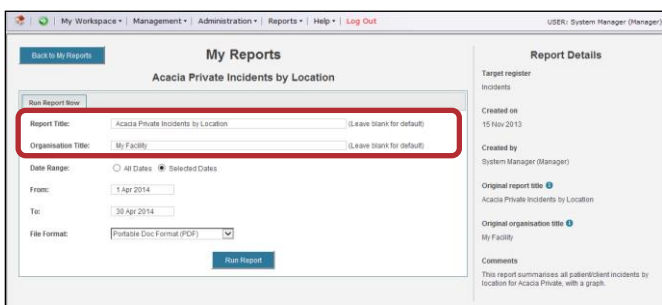 My Workspace Management Administration Reports Help Log Out
USER: System Manager (Manager)
Back to My Reports
My Reports
Acacia Private Incidents by Location
Run Report Now
Report Title: Acacia Private Incidents by Location (Leave blank for default)
Organisation Title: My Facility (Leave blank for default)
Date Range: All Dates Selected Dates
From: 1 Apr 2014
To: 30 Apr 2014
File Format: Portable Doc Format (PDF)
Run Report
Report Details
Target register
Incidents
Created on
15 Nov 2013
Created by
System Manager (Manager)
Original report title
Acacia Private Incidents by Location
Original organisation title
My Facility
Comments
This report summarises all patient/client incidents by
location for Acacia Private, with a graph.